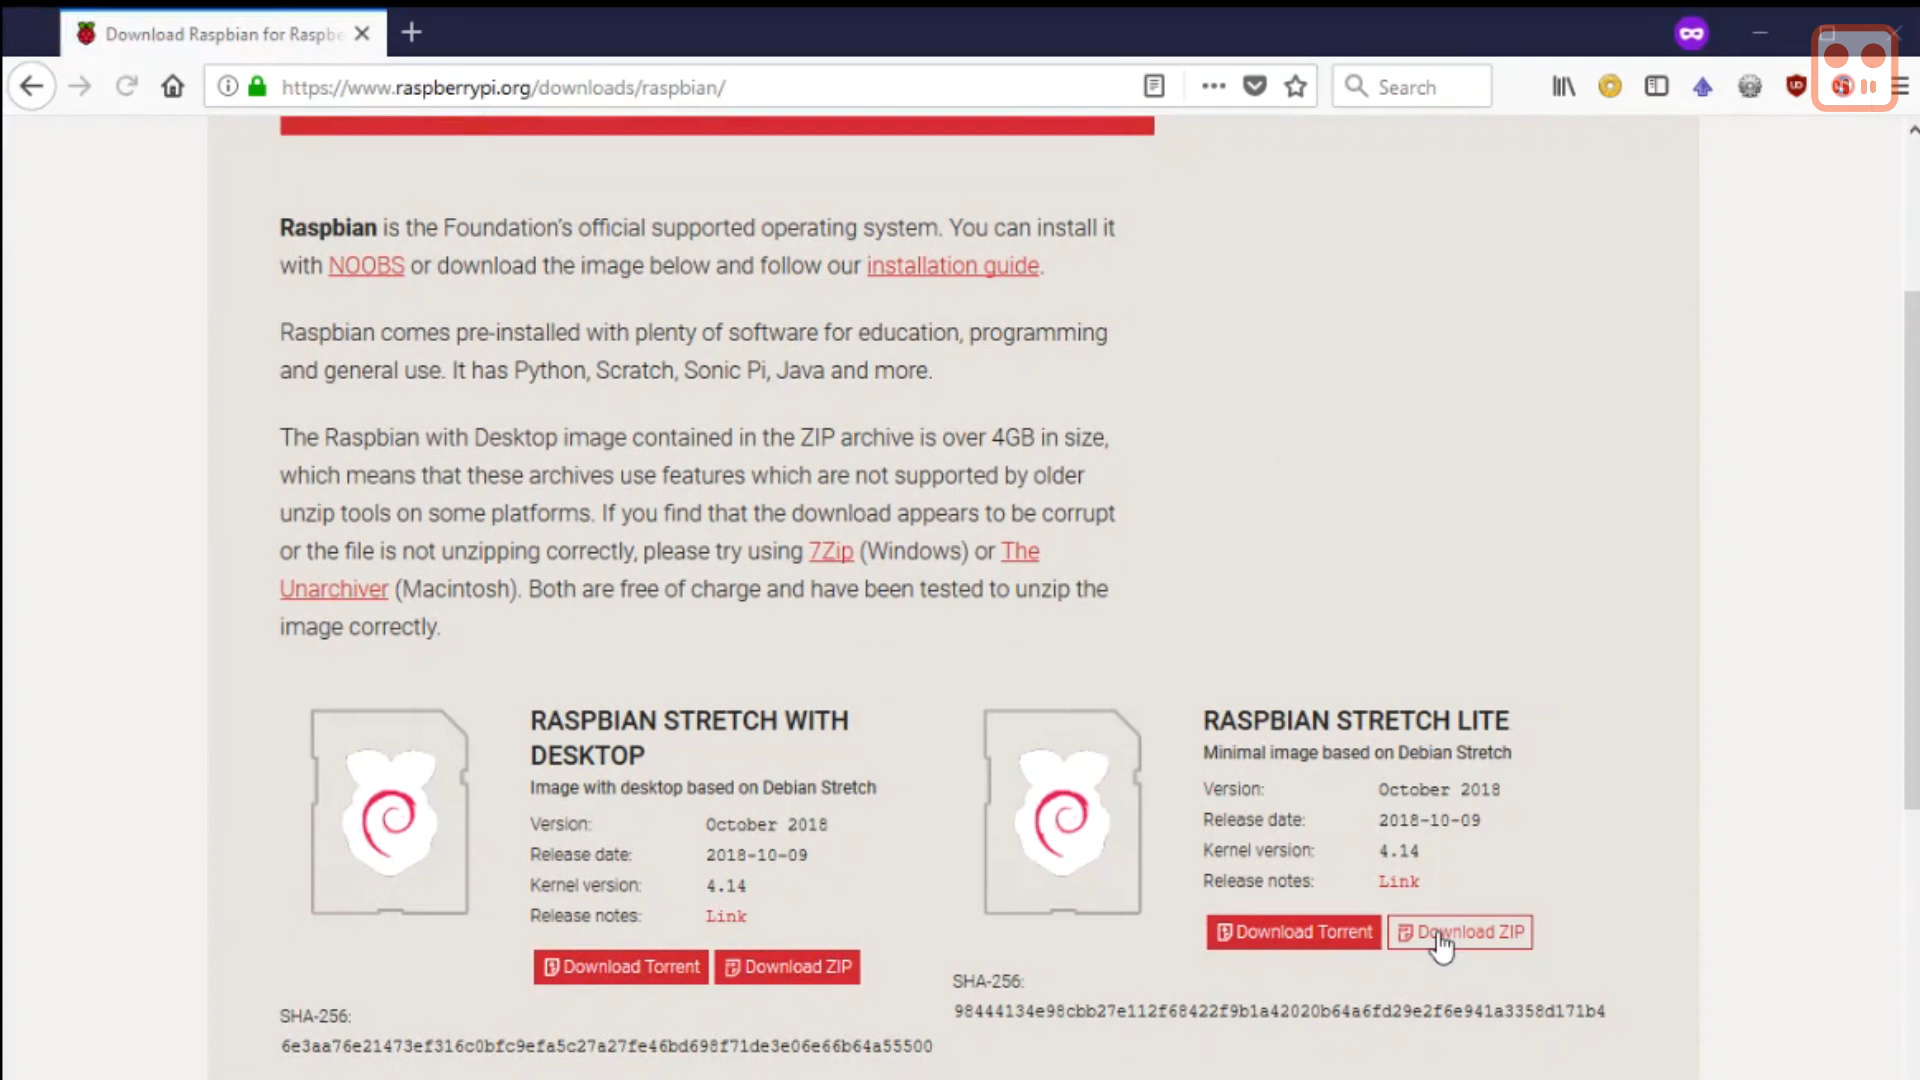 Download Raspbian for Raspbe
https://www.raspberrypi.org/downloads/raspbian/
Search
Raspbian is the Foundation's official supported operating system. You can install it
with NOOBS or download the image below and follow our installation guide.
Raspbian comes pre-installed with plenty of software for education, programming
and general use. It has Python, Scratch, Sonic Pi, Java and more.
The Raspbian with Desktop image contained in the ZIP archive is over 4GB in size,
which means that these archives use features which are not supported by older
unzip tools on some platforms. If you find that the download appears to be corrupt
or the file is not unzipping correctly, please try using 7Zip (Windows) or The
Unarchiver (Macintosh). Both are free of charge and have been tested to unzip the
image correctly.
RASPBIAN STRETCH WITH
DESKTOP
Image with desktop based on Debian Stretch
Version: October 2018
Release date: 2018-10-09
Kernel version: 4.14
Release notes: Link
Download Torrent Download ZIP
SHA-256:
6e3aa76e21473ef316c0bfc9efa5c27a27fe46bd698f71de3e06e66b64a55500
RASPBIAN STRETCH LITE
Minimal image based on Debian Stretch
Version: October 2018
Release date: 2018-10-09
Kernel version: 4.14
Release notes: Link
Download Torrent Download ZIP
SHA-256:
98444134e98cbb27e112f68422f9b1a42020b64a6fd29e2f6e941a3358d171b4